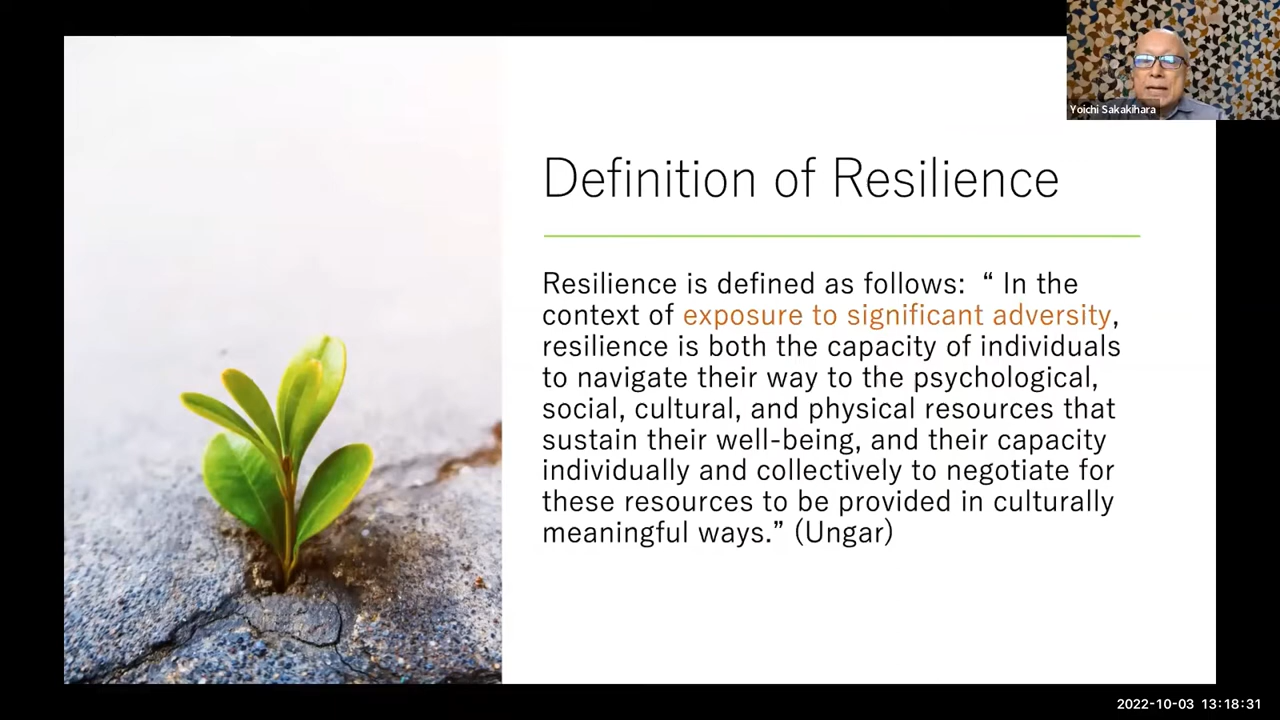 Yoichi Sakakihara
Definition of Resilience
Resilience is defined as follows:  “ In the
context of exposure to significant adversity,
resilience is both the capacity of individuals
to navigate their way to the psychological,
social, cultural, and physical resources that
sustain their well-being, and their capacity
individually and collectively to negotiate for
these resources to be provided in culturally
meaningful ways.” (Ungar)
2022-10-03 13:18:31